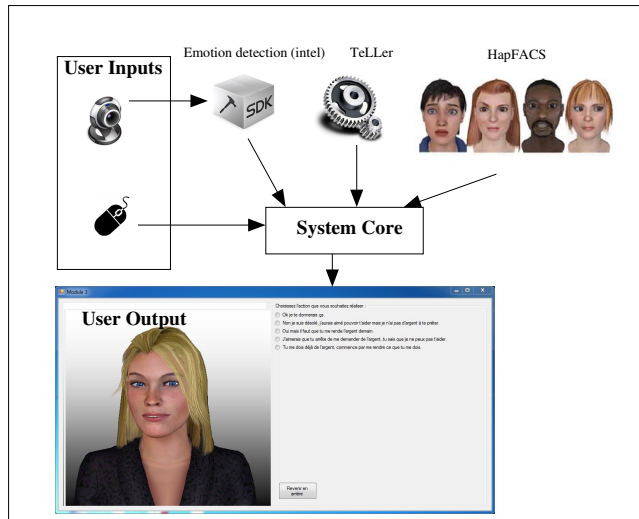 Emotion detection (intel)
TeLLer
HapFACS
User Inputs
SDK
System Core
Module 1
User Output
Choisissez l'action que vous souhaitez réaliser :
Ok je te donnerais ça.
Non je suis désolé, j'aurais aimé pouvoir t'aider mais je n'ai pas d'argent à te prêter.
Oui mais il faut que tu me rende l'argent demain.
J'aimerais que tu arrête de me demander de l'argent, tu sais que je ne peux pas t'aider.
Tu me dois déjà de l'argent, commence par me rendre ce que tu me dois.
Revenir en
arrière